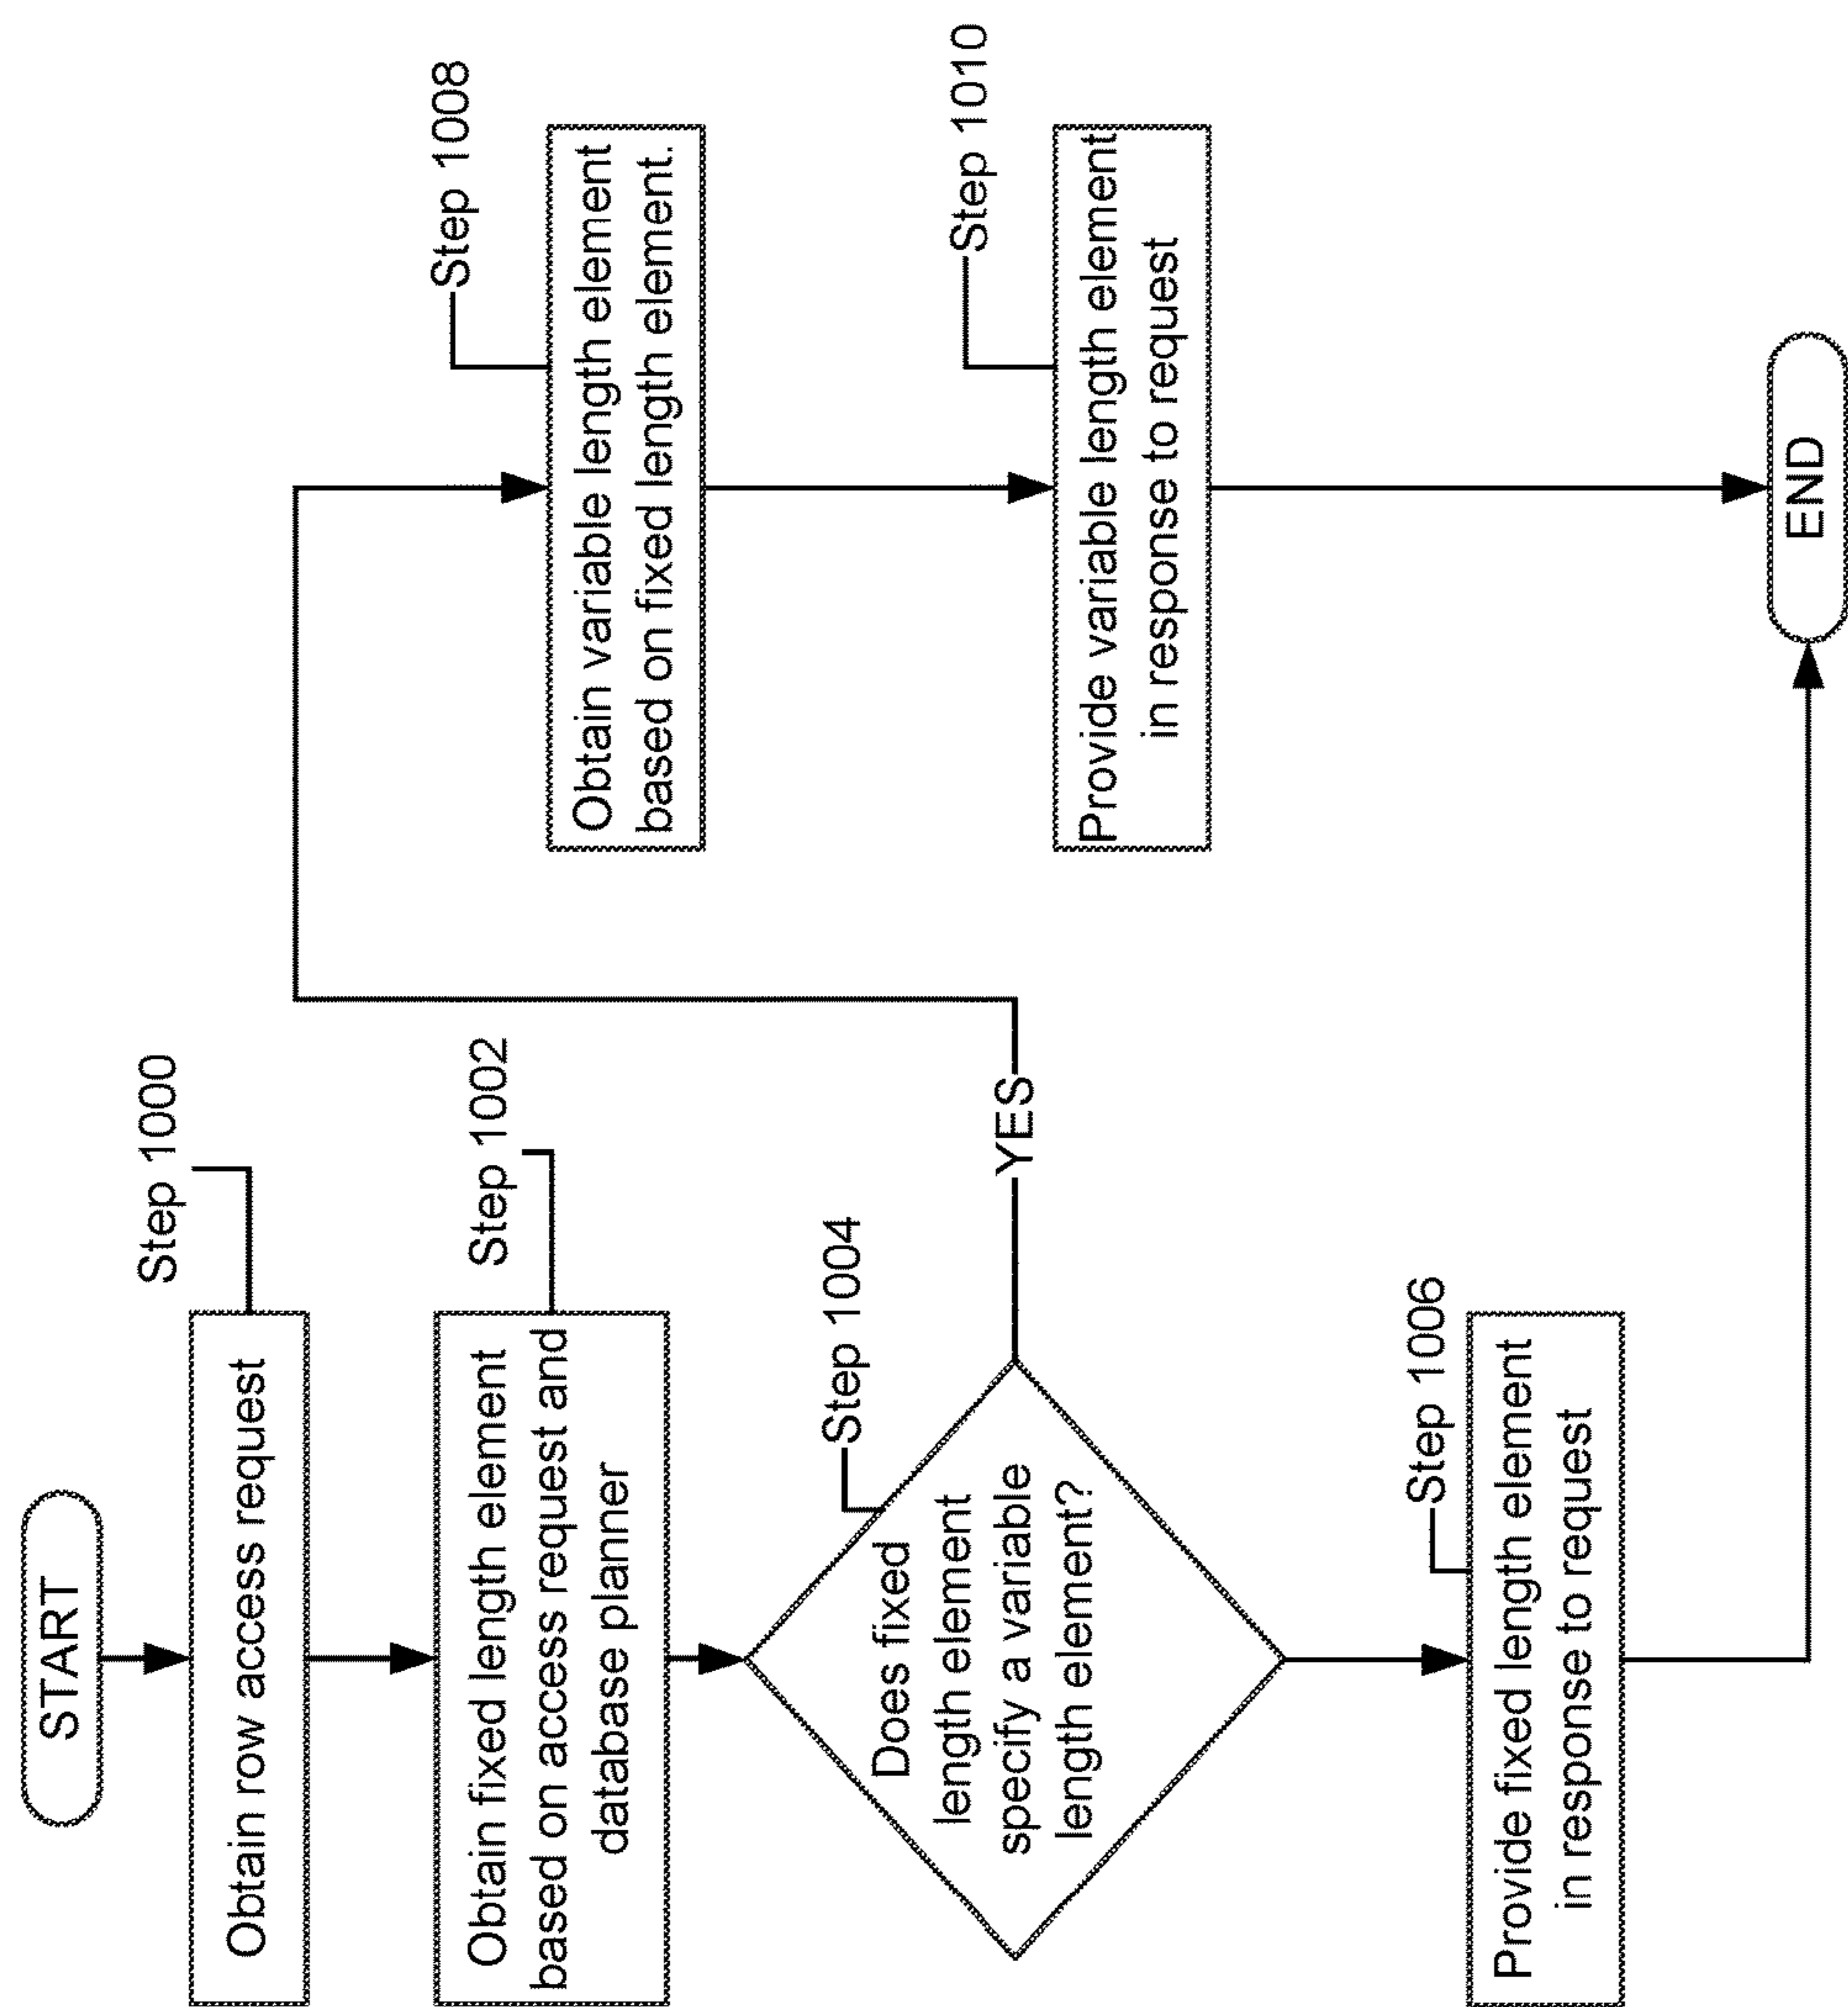 START
Step 1000
Obtain row access request
Step 1002
Obtain fixed length element
based on access request and
database planner
Step 1004
Does fixed
length element
specify a variable
length element?
YES
Step 1006
Provide fixed length element
in response to request
Step 1008
Obtain variable length element
based on fixed length element.
Step 1010
Provide variable length element
in response to request
END